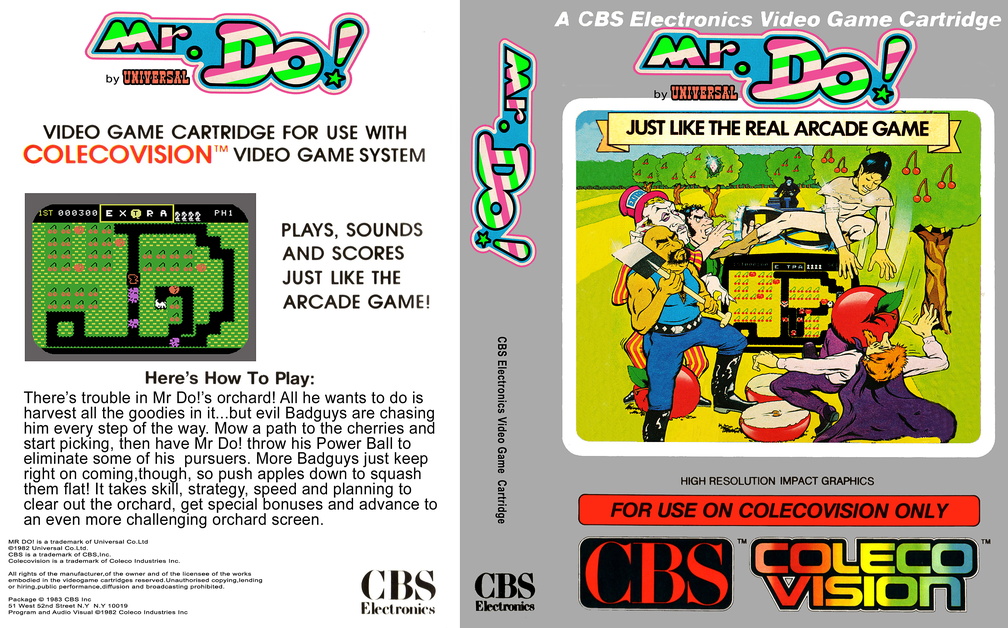 Mr. Do!
by UNIVERSAL
VIDEO GAME CARTRIDGE FOR USE WITH
COLECOVISION™ VIDEO GAME SYSTEM
1ST 000300 EXTRA PH1
PLAYS, SOUNDS
AND SCORES
JUST LIKE THE
ARCADE GAME!
Here's How To Play:
There's trouble in Mr Do!'s orchard! All he wants to do is
harvest all the goodies in it...but evil Badguys are chasing
him every step of the way. Mow a path to the cherries and
start picking, then have Mr Do! throw his Power Ball to
eliminate some of his pursuers. More Badguys just keep
right on coming,though, so push apples down to squash
them flat! It takes skill, strategy, speed and planning to
clear out the orchard, get special bonuses and advance to
an even more challenging orchard screen.
MR DO! is a trademark of Universal Co.Ltd
©1982 Universal Co.Ltd.
CBS is a trademark of CBS,Inc.
Colecovision is a trademark of Coleco Industries Inc.
All rights of the manufacturer,of the owner and of the licensee of the works
embodied in the videogame cartridges reserved.Unauthorised copying,lending
or hiring,public performance,diffusion and broadcasting prohibited.
Package © 1983 CBS Inc
51 West 52nd Street N.Y N.Y 10019
Program and Audio Visual ©1982 Coleco Industries Inc
CBS
Electronics
Mr. Do!
CBS Electronics Video Game Cartridge
CBS
Electronics
A CBS Electronics Video Game Cartridge
Mr. Do!
by UNIVERSAL
JUST LIKE THE REAL ARCADE GAME
HIGH RESOLUTION IMPACT GRAPHICS
FOR USE ON COLECOVISION ONLY
CBS™
COLECO™
VISION